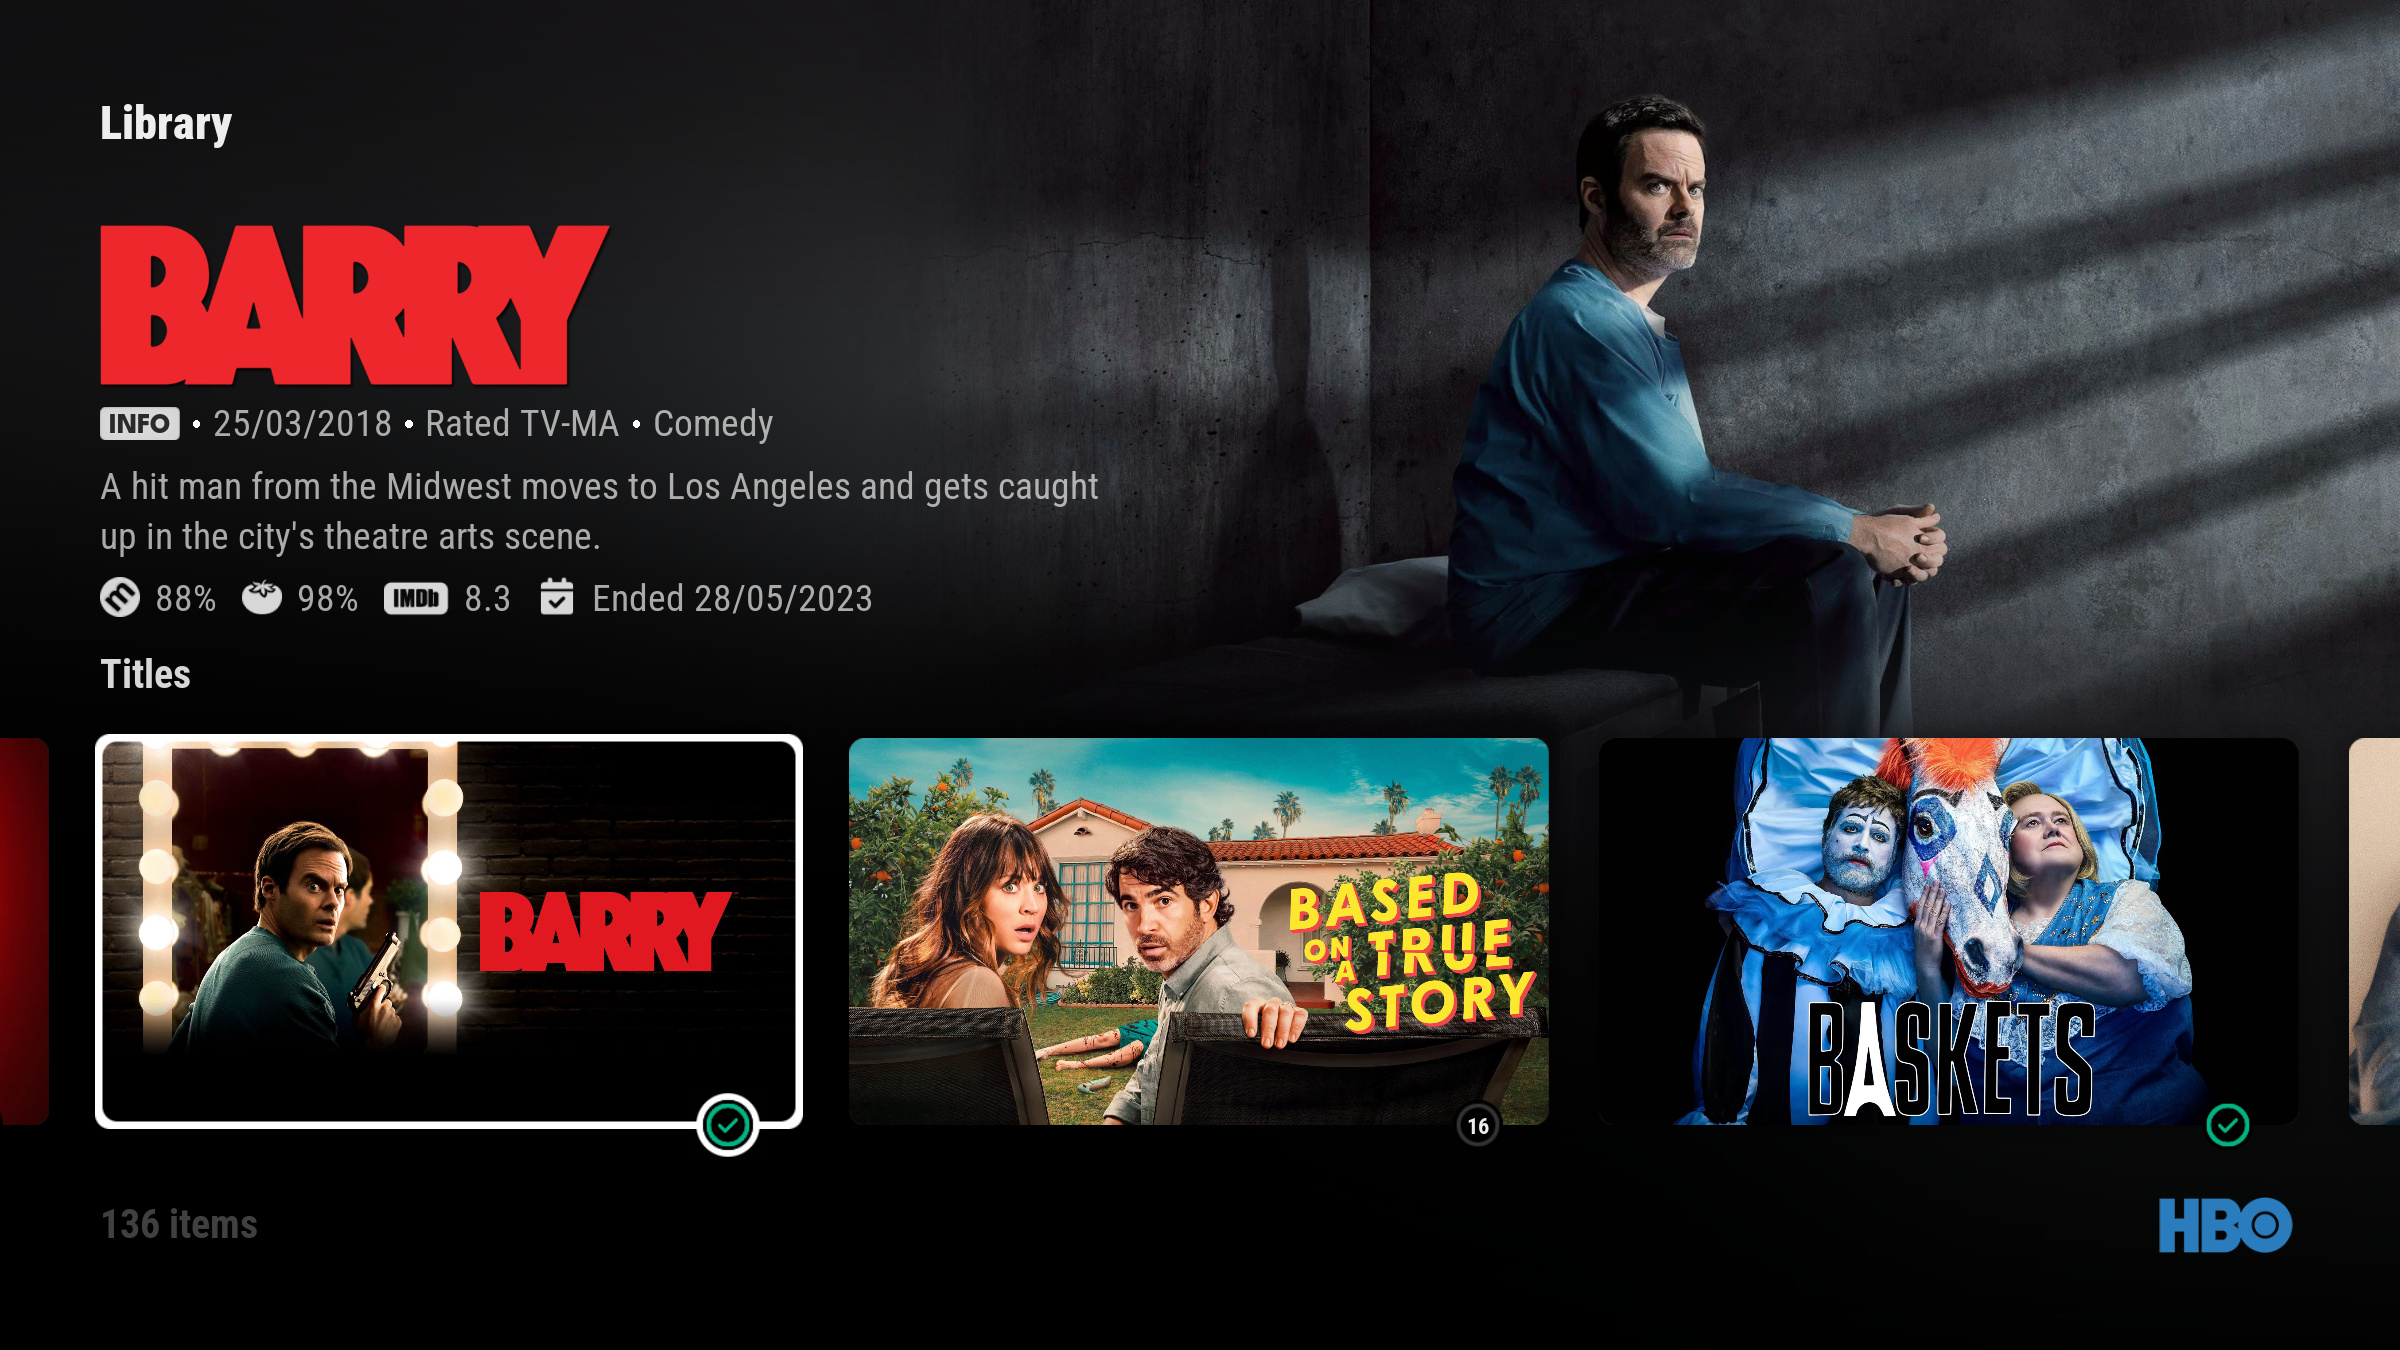 Library
BARRY
INFO • 25/03/2018 • Rated TV-MA • Comedy
A hit man from the Midwest moves to Los Angeles and gets caught
up in the city's theatre arts scene.
m 88% 98% IMDb 8.3 Ended 28/05/2023
Titles
BARRY
BASED
ON A TRUE
STORY
16
BASKETS
136 items
HBO